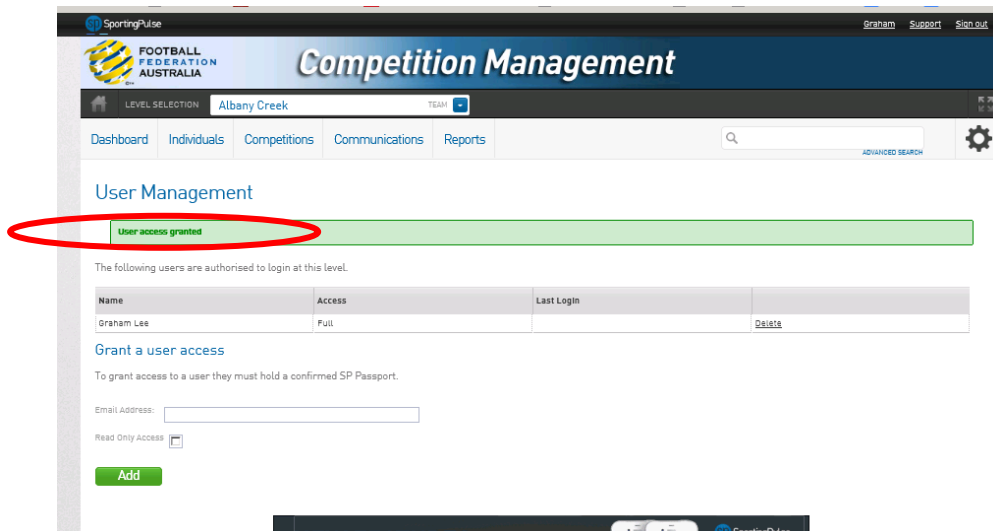 SP SportingPulse
Graham Support Sign out
FOOTBALL
FEDERATION
AUSTRALIA
Competition Management
LEVEL SELECTION Albany Creek TEAM
Dashboard Individuals Competitions Communications Reports
ADVANCED SEARCH
User Management
User access granted
The following users are authorised to login at this level.
Name Access Last Login
Graham Lee Full Delete
Grant a user access
To grant access to a user they must hold a confirmed SP Passport.
Email Address:
Read Only Access
Add
SportingPulse